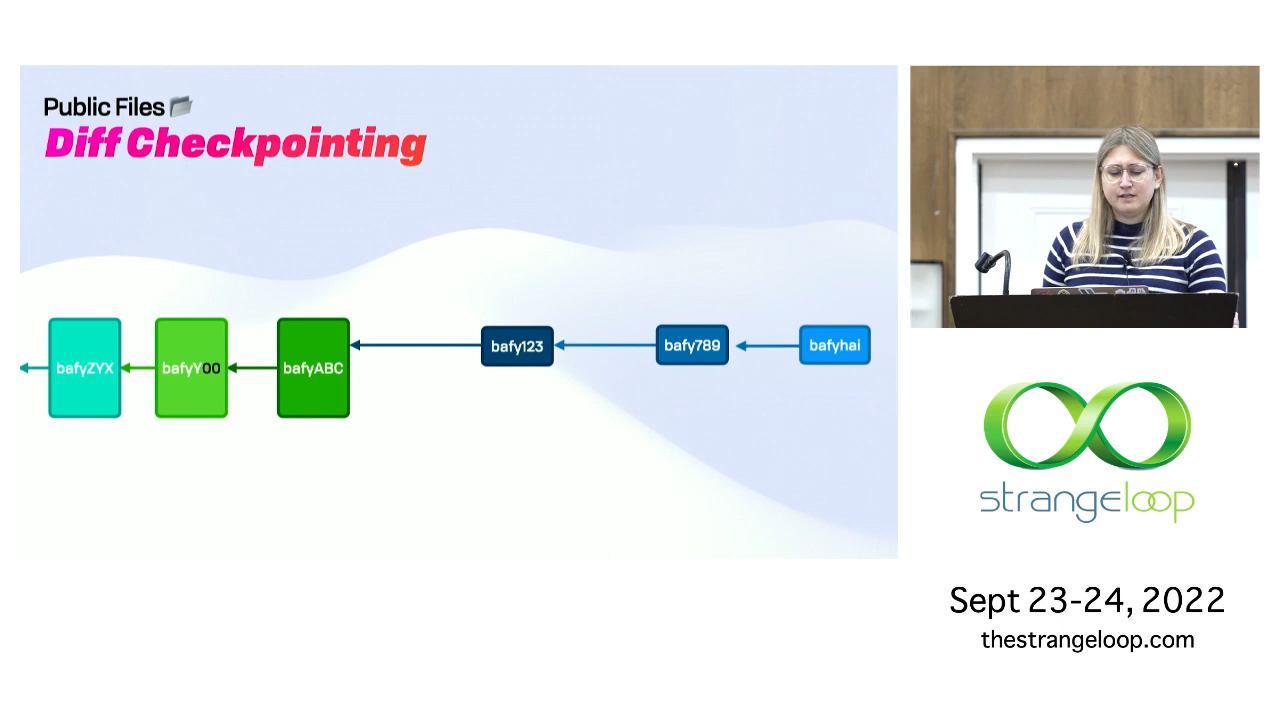 Public Files
Diff Checkpointing
bafyZYX
bafyY00
bafyABC
bafy123
bafy789
bafyhai
strangeloop
Sept 23-24, 2022
thestrangeloop.com